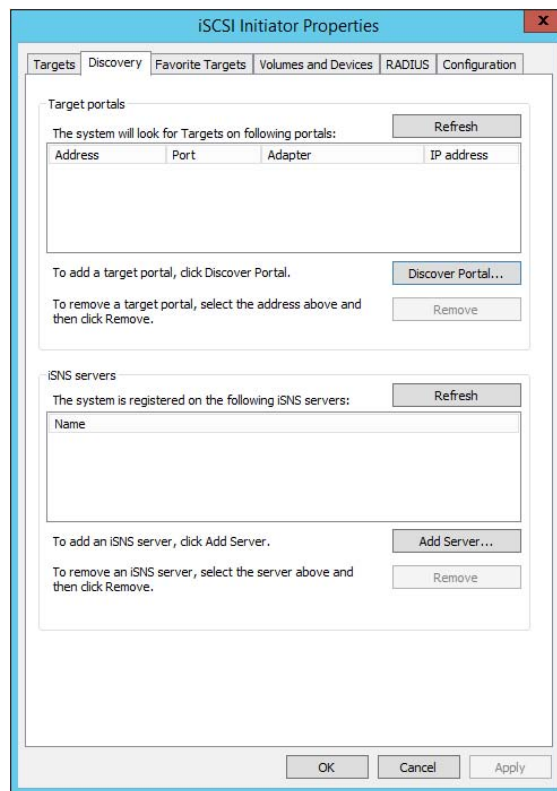 iSCSI Initiator Properties
x
Targets Discovery Favorite Targets Volumes and Devices RADIUS Configuration
Target portals
The system will look for Targets on following portals: Refresh
Address Port Adapter IP address
To add a target portal, click Discover Portal. Discover Portal...
To remove a target portal, select the address above and
then click Remove.
Remove
iSNS servers
The system is registered on the following iSNS servers: Refresh
Name
To add an iSNS server, click Add Server. Add Server...
To remove an iSNS server, select the server above and
then click Remove.
Remove
OK Cancel Apply